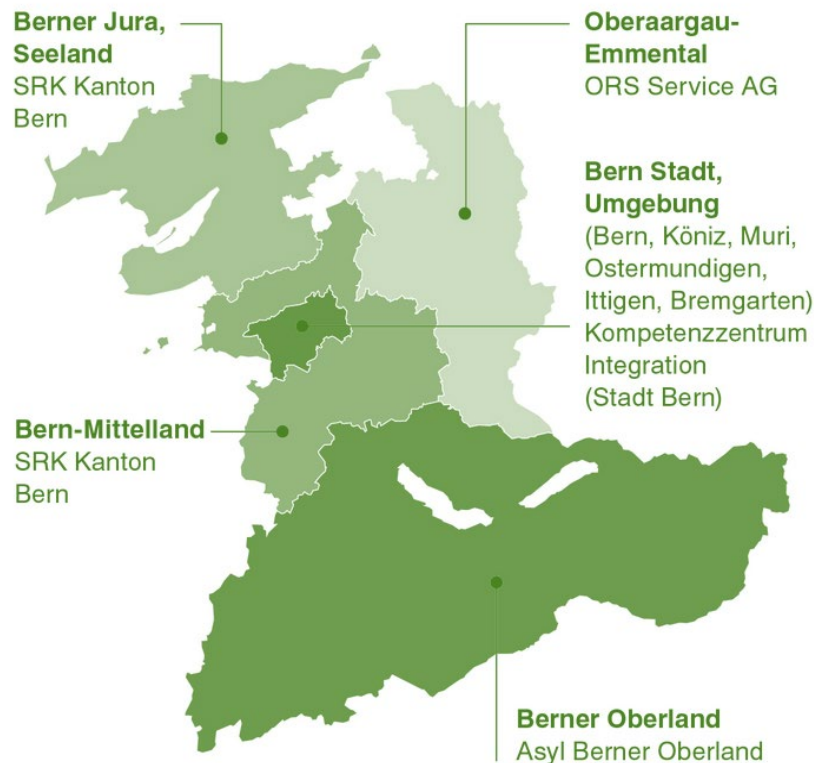 Berner Jura,
Seeland
SRK Kanton
Bern
Oberaargau-
Emmental
ORS Service AG
Bern Stadt,
Umgebung
(Bern, Köniz, Muri,
Ostermundigen,
Ittigen, Bremgarten)
Kompetenzzentrum
Integration
(Stadt Bern)
Bern-Mittelland
SRK Kanton
Bern
Berner Oberland
Asyl Berner Oberland